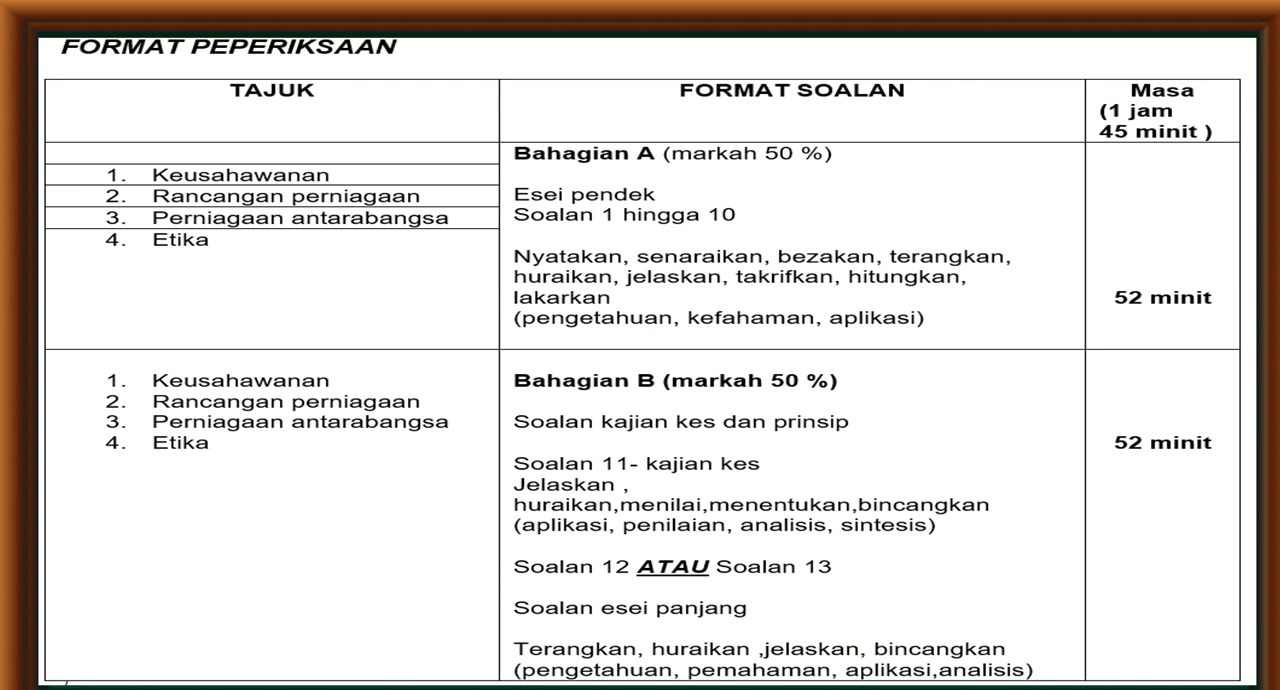 FORMAT PEPERIKSAAN
TAJUK
FORMAT SOALAN
Masa
(1 jam
45 minit )
1. Keusahawanan
2. Rancangan perniagaan
3. Perniagaan antarabangsa
4. Etika
Bahagian A (markah 50 %)
Esei pendek
Soalan 1 hingga 10
Nyatakan, senaraikan, bezakan, terangkan,
huraikan, jelaskan, takrifkan, hitungkan,
lakarkan
(pengetahuan, kefahaman, aplikasi)
52 minit
1. Keusahawanan
2. Rancangan perniagaan
3. Perniagaan antarabangsa
4. Etika
Bahagian B (markah 50 %)
Soalan kajian kes dan prinsip
Soalan 11- kajian kes
Jelaskan ,
huraikan,menilai,menentukan,bincangkan
(aplikasi, penilaian, analisis, sintesis)
Soalan 12 ATAU Soalan 13
Soalan esei panjang
Terangkan, huraikan ,jelaskan, bincangkan
(pengetahuan, pemahaman, aplikasi,analisis)
52 minit